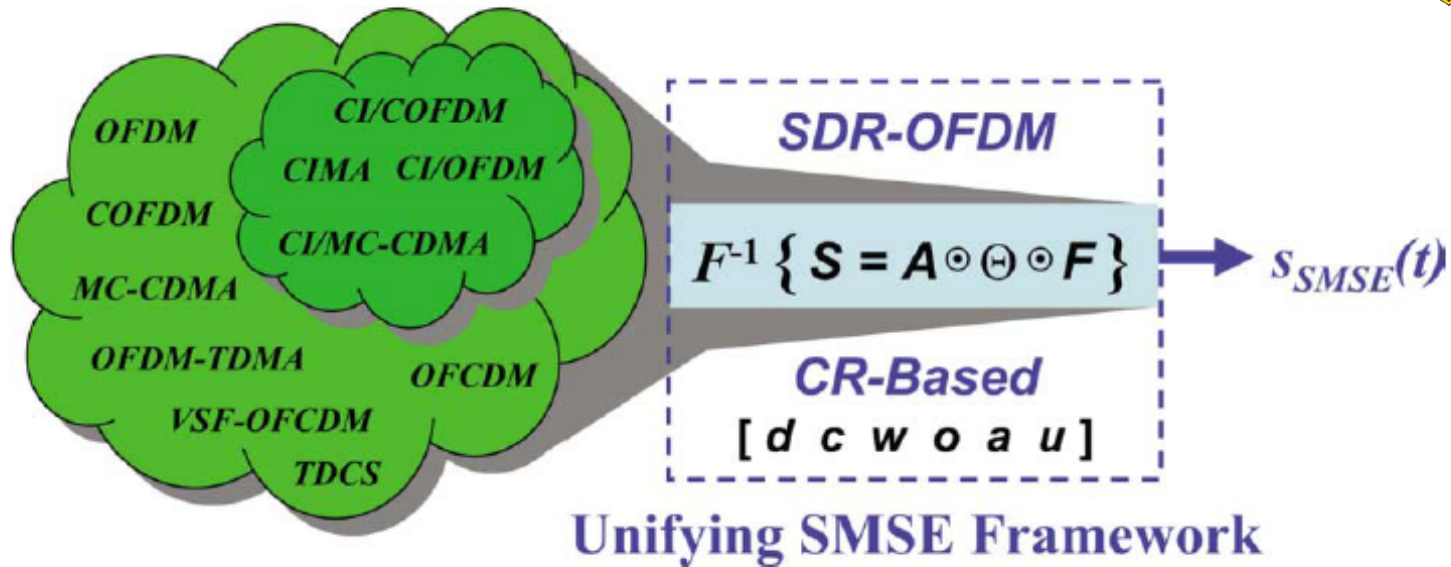 OFDM
COFDM
MC-CDMA
OFDM-TDMA
VSF-OFCDM
TDCS
OFCDM
CI/COFDM
CIMA CI/OFDM
CI/MC-CDMA
SDR-OFDM
F⁻¹ { S = A ⊙ Θ ⊙ F }
CR-Based
[ d c w o a u ]
s_SMSE(t)
Unifying SMSE Framework